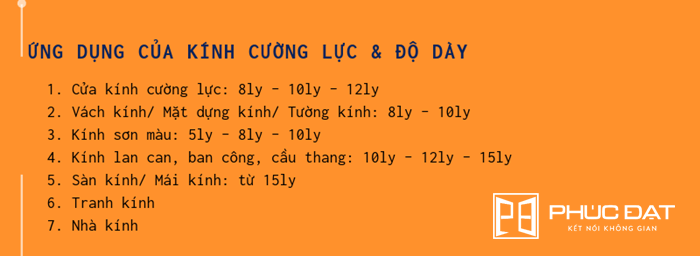 ỨNG DỤNG CỦA KÍNH CƯỜNG LỰC & ĐỘ DÀY
1. Cửa kính cường lực: 8ly – 10ly – 12ly
2. Vách kính/ Mặt dựng kính/ Tường kính: 8ly – 10ly
3. Kính sơn màu: 5ly – 8ly – 10ly
4. Kính lan can, ban công, cầu thang: 10ly – 12ly – 15ly
5. Sàn kính/ Mái kính: từ 15ly
6. Tranh kính
7. Nhà kính
PHÚC ĐẠT
KẾT NỐI KHÔNG GIAN